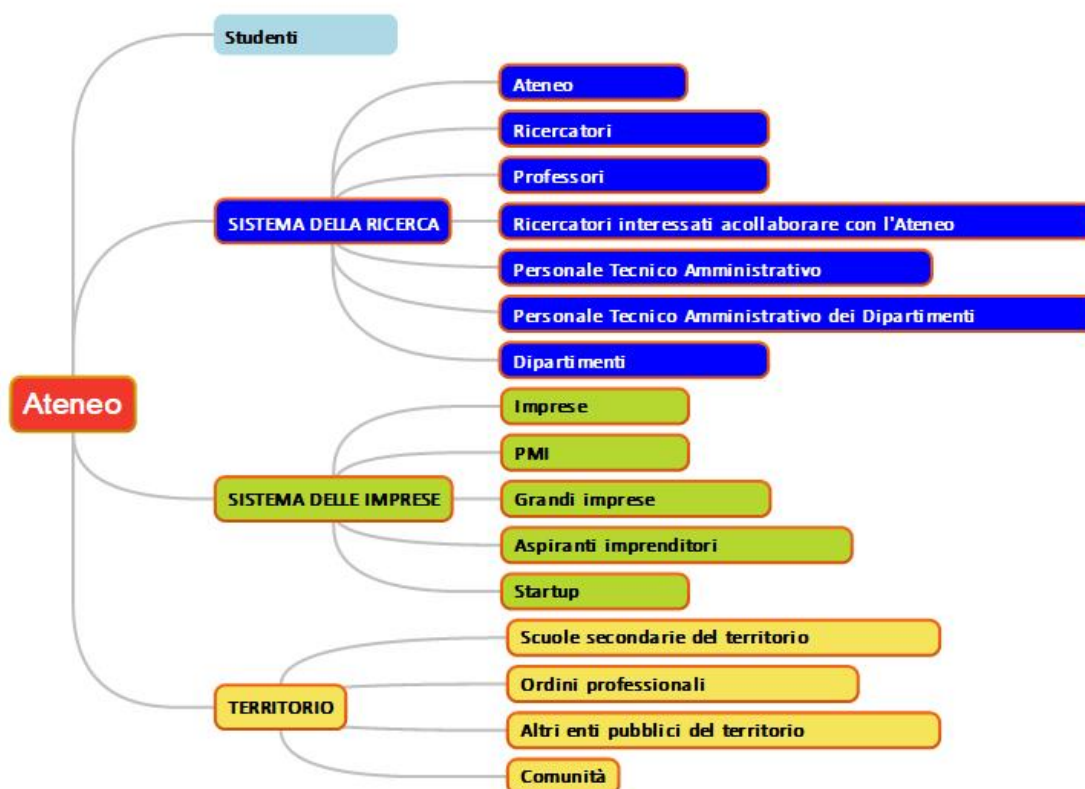 Studenti
Ateneo
Ricercatori
Professori
SISTEMA DELLA RICERCA
Ricercatori interessati acollaborare con l'Ateneo
Personale Tecnico Amministrativo
Personale Tecnico Amministrativo dei Dipartimenti
Dipartimenti
Ateneo
Imprese
PMI
SISTEMA DELLE IMPRESE
Grandi imprese
Aspiranti imprenditori
Startup
Scuole secondarie del territorio
Ordini professionali
TERRITORIO
Altri enti pubblici del territorio
Comunità